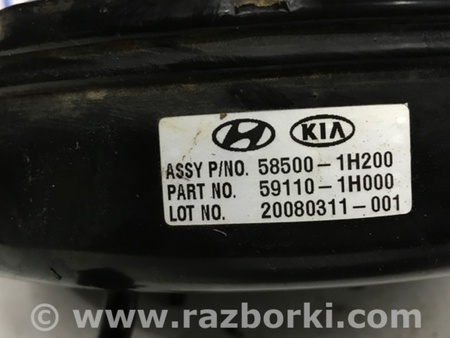 KIA
ASSY P/NO. 58500-1H200
PART NO. 59110-1H000
LOT NO. 20080311-001
© www.razborki.com